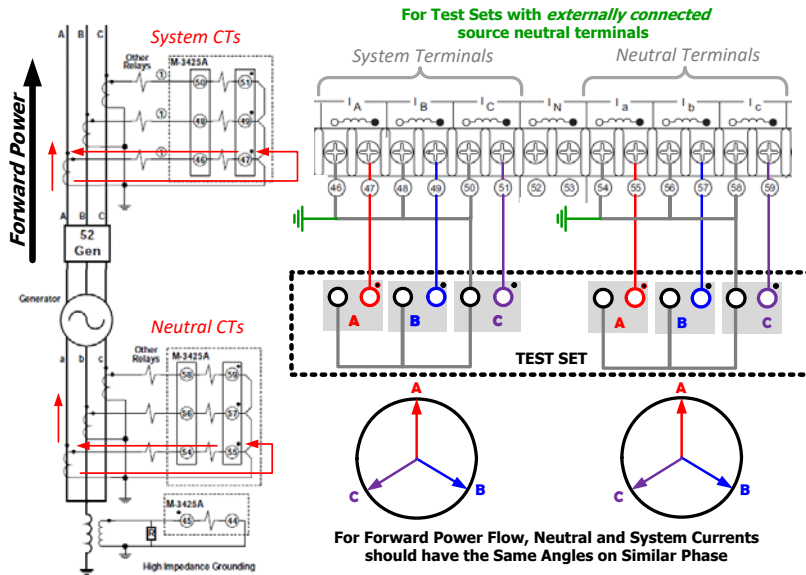 For Test Sets with externally connected
source neutral terminals
A B C
System CTs
Other
Relays
M-3425A
1 50 51
1 48 49
1 46 47
Forward Power
A B C
52
Gen
Generator
Neutral CTs
a b c
Other
Relays
M-3425A
58 59
56 57
54 55
M-3425A
R 45 44
High Impedance Grounding
System Terminals Neutral Terminals
IA IB IC IN Ia Ib Ic
46 47 48 49 50 51 52 53 54 55 56 57 58 59
A B C A B C
TEST SET
A A
C B C B
For Forward Power Flow, Neutral and System Currents
should have the Same Angles on Similar Phase